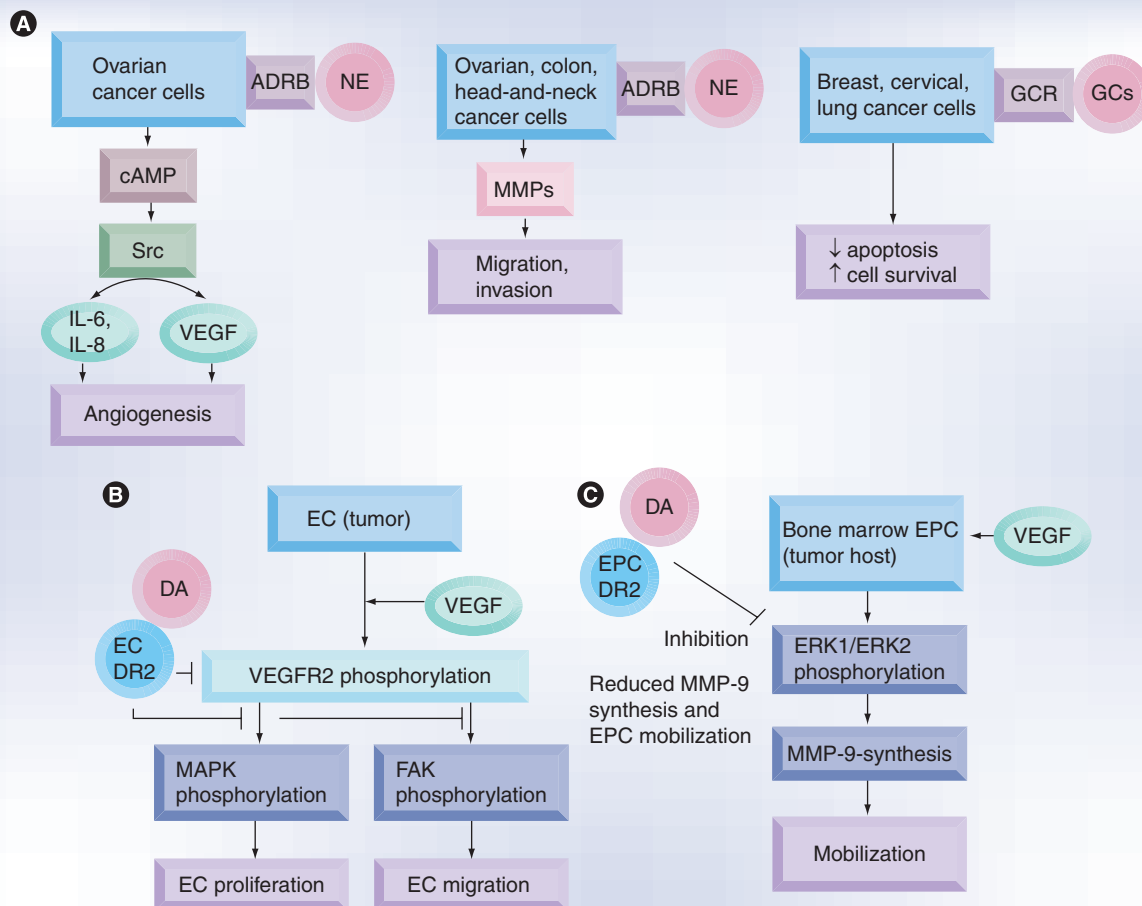 A
Ovarian
cancer cells
ADRB
NE
cAMP
Src
IL-6,
IL-8
VEGF
Angiogenesis
Ovarian, colon,
head-and-neck
cancer cells
ADRB
NE
MMPs
Migration,
invasion
Breast, cervical,
lung cancer cells
GCR
GCs
↓ apoptosis
↑ cell survival
B
EC (tumor)
DA
EC
DR2
VEGF
VEGFR2 phosphorylation
MAPK
phosphorylation
FAK
phosphorylation
EC proliferation
EC migration
C
DA
EPC
DR2
Bone marrow EPC
(tumor host)
VEGF
Inhibition
ERK1/ERK2
phosphorylation
Reduced MMP-9
synthesis and
EPC mobilization
MMP-9-synthesis
Mobilization